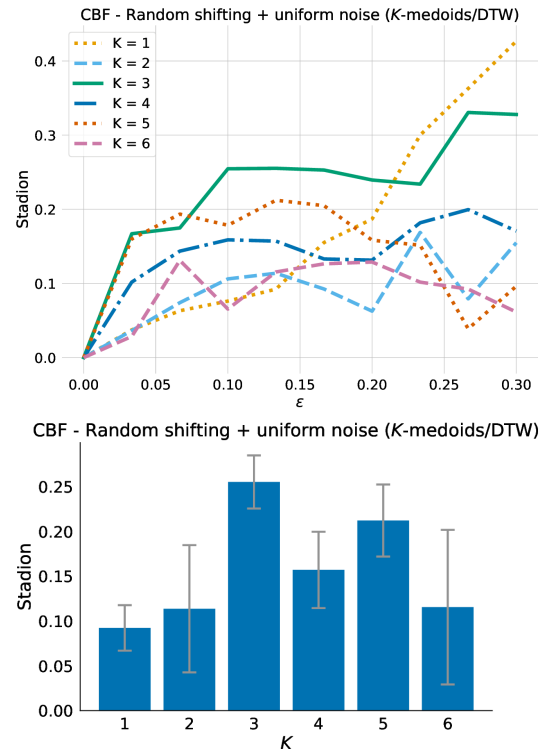 CBF - Random shifting + uniform noise (K-medoids/DTW)
K = 1
K = 2
K = 3
K = 4
K = 5
K = 6
Stadion
0.4
0.3
0.2
0.1
0.0
0.00 0.05 0.10 0.15 0.20 0.25 0.30
ε
CBF - Random shifting + uniform noise (K-medoids/DTW)
Stadion
0.25
0.20
0.15
0.10
0.05
0.00
1 2 3 4 5 6
K